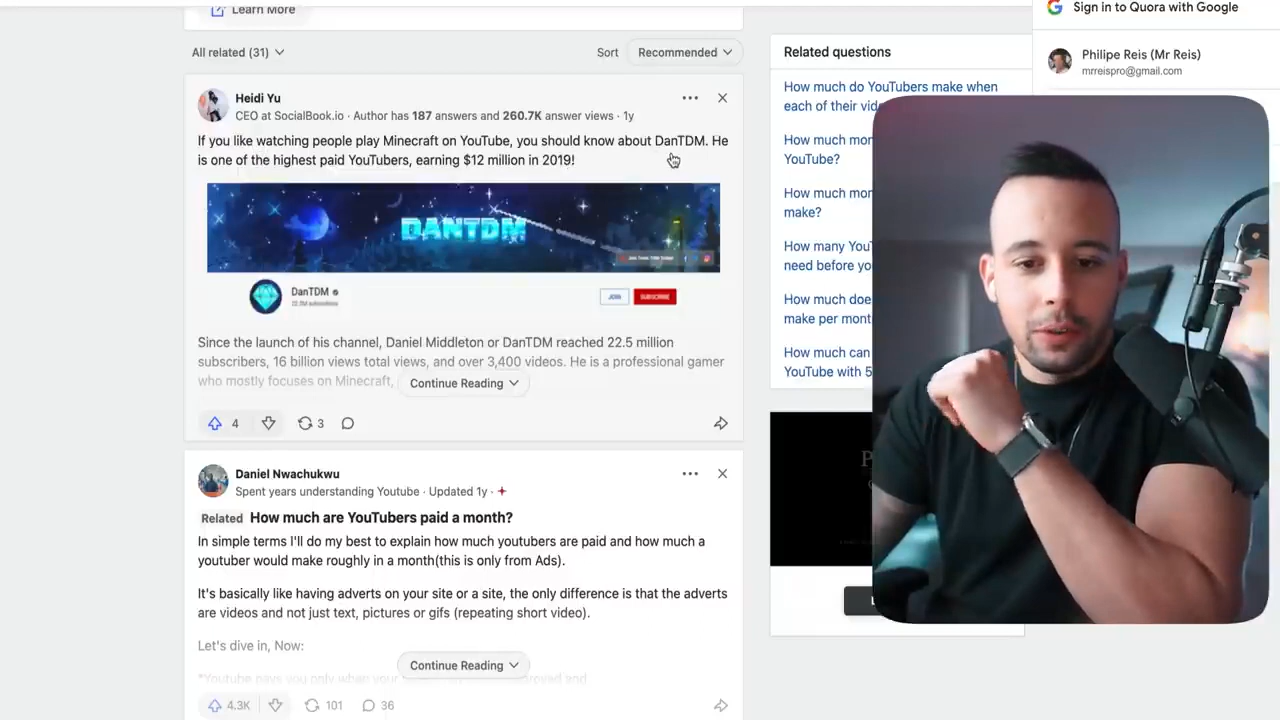 Learn More
Sign in to Quora with Google
Philipe Reis (Mr Reis)
mrreispro@gmail.com
All related (31)
Sort
Recommended
Heidi Yu
CEO at SocialBook.io · Author has 187 answers and 260.7K answer views · 1y
If you like watching people play Minecraft on YouTube, you should know about DanTDM. He
is one of the highest paid YouTubers, earning $12 million in 2019!
DANTDM
DanTDM
JOIN
SUBSCRIBE
Since the launch of his channel, Daniel Middleton or DanTDM reached 22.5 million
subscribers, 16 billion views total views, and over 3,400 videos. He is a professional gamer
who mostly focuses on Minecraft,
Continue Reading
4
3
Daniel Nwachukwu
Spent years understanding Youtube · Updated 1y ·
Related How much are YouTubers paid a month?
In simple terms I'll do my best to explain how much youtubers are paid and how much a
youtuber would make roughly in a month(this is only from Ads).
It's basically like having adverts on your site or a site, the only difference is that the adverts
are videos and not just text, pictures or gifs (repeating short video).
Let's dive in, Now:
Continue Reading
4.3K
101
36
Related questions
How much do YouTubers make when
each of their
How much
YouTube?
How much
make?
How many
need before
How much does
make per
How much can
YouTube with